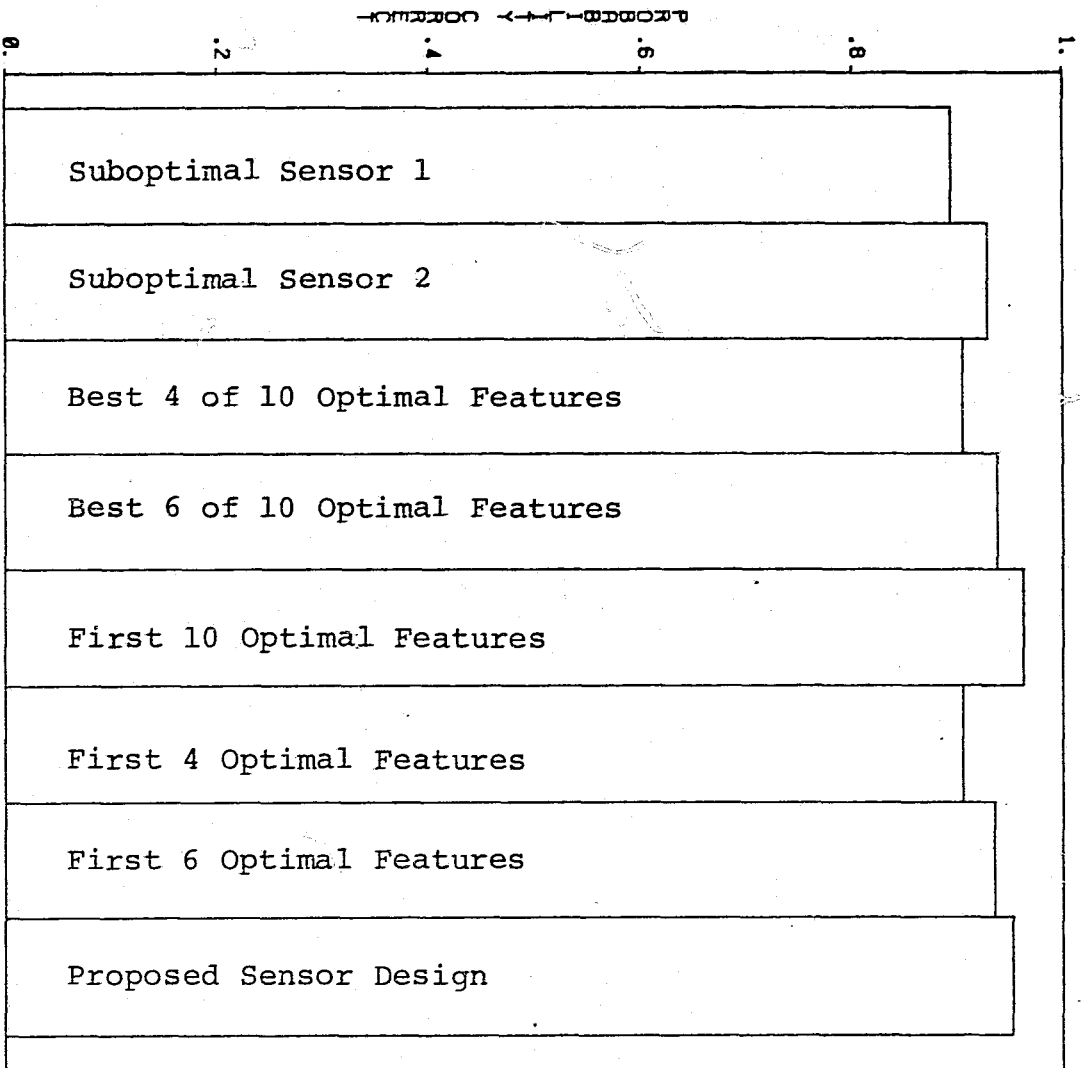 PROBABILITY CORRECT
0. .2 .4 .6 .8 1.
Suboptimal Sensor 1
Suboptimal Sensor 2
Best 4 of 10 Optimal Features
Best 6 of 10 Optimal Features
First 10 Optimal Features
First 4 Optimal Features
First 6 Optimal Features
Proposed Sensor Design